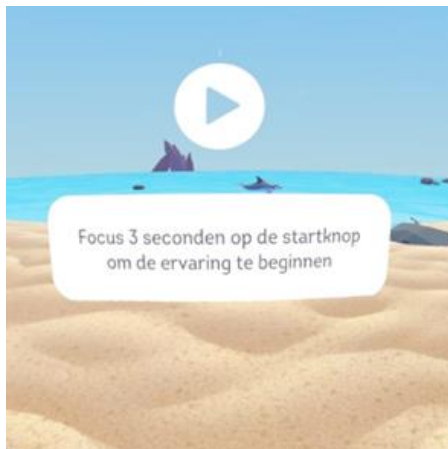 Focus 3 seconden op de startknop
om de ervaring te beginnen